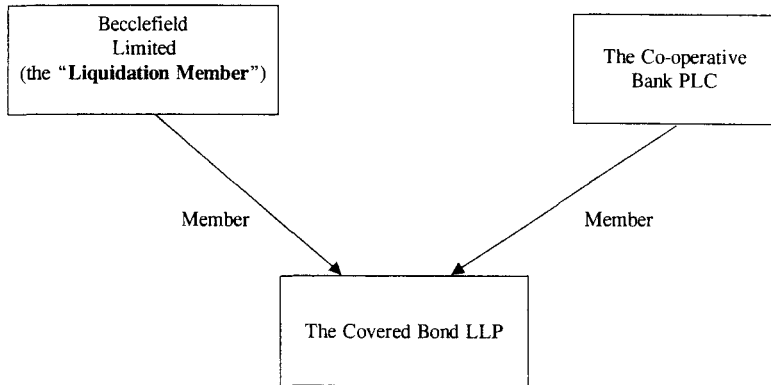 Becclefield
Limited
(the “Liquidation Member”)
The Co-operative
Bank PLC
Member
Member
The Covered Bond LLP